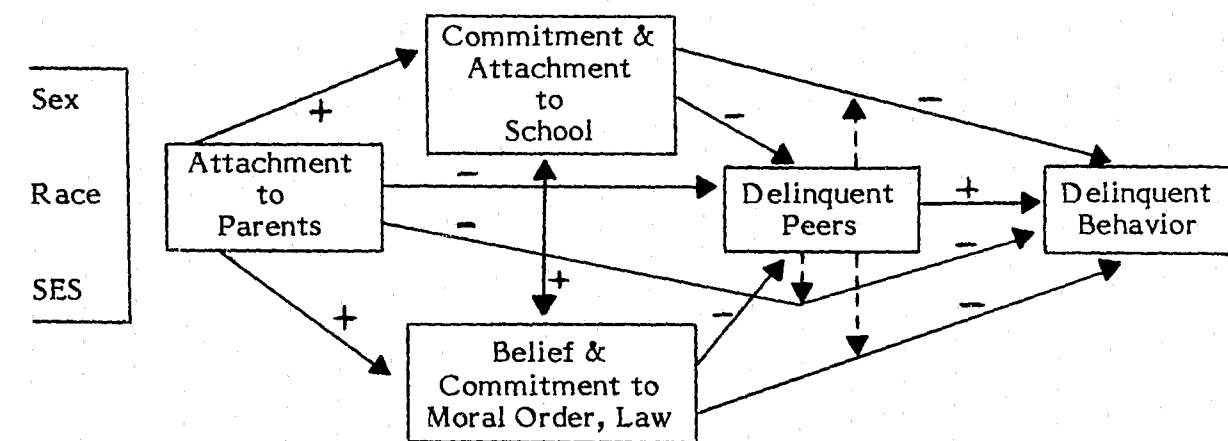 Sex
Race
SES
Attachment
to
Parents
+
+
Commitment &
Attachment
to
School
+
Belief &
Commitment to
Moral Order, Law
-
-
-
-
Delinquent
Peers
-
+
-
-
Delinquent
Behavior